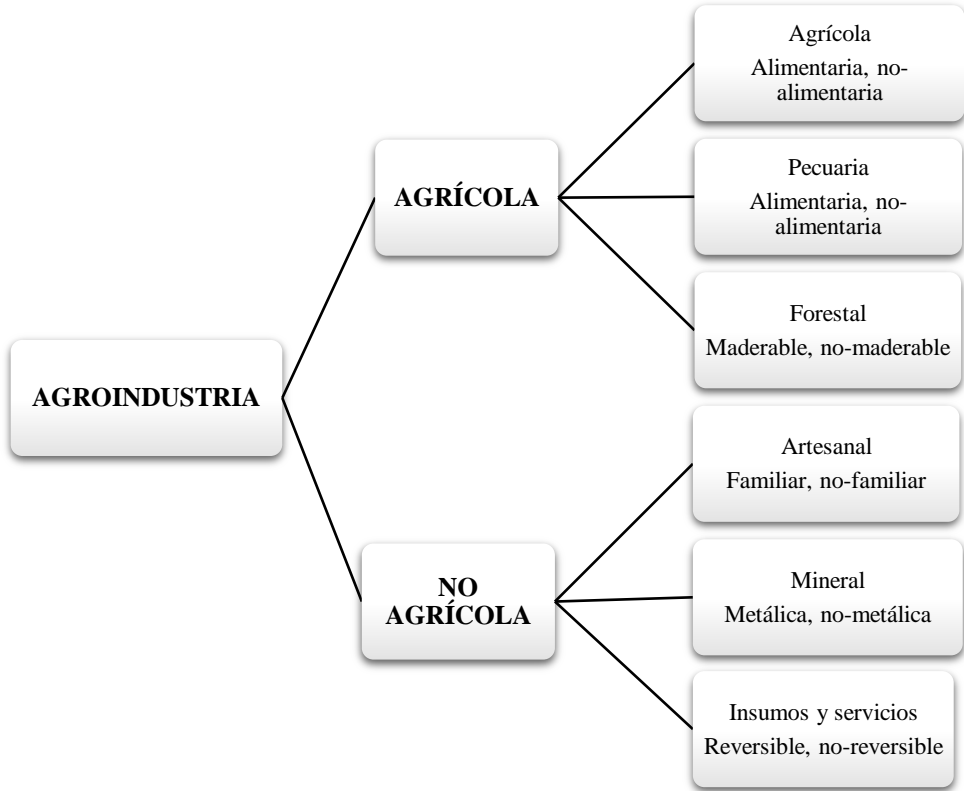 AGROINDUSTRIA
AGRÍCOLA
Agrícola
Alimentaria, no-
alimentaria
Pecuaria
Alimentaria, no-
alimentaria
Forestal
Maderable, no-maderable
NO
AGRÍCOLA
Artesanal
Familiar, no-familiar
Mineral
Metálica, no-metálica
Insumos y servicios
Reversible, no-reversible